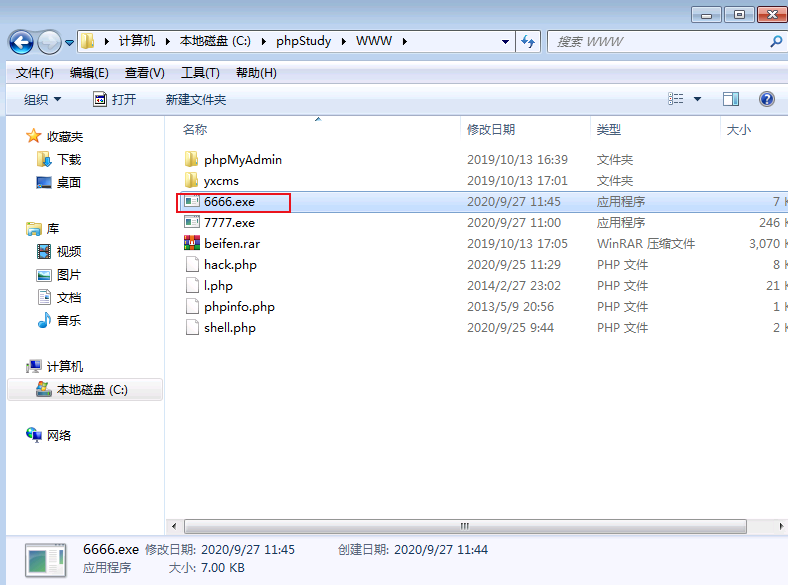 计算机 本地磁盘 (C:) phpStudy WWW 搜索 WWW
文件(F) 编辑(E) 查看(V) 工具(T) 帮助(H)
组织 打开 新建文件夹
收藏夹
下载
桌面
库
视频
图片
文档
音乐
计算机
本地磁盘 (C:)
网络
名称 修改日期 类型 大小
phpMyAdmin 2019/10/13 16:39 文件夹
yxcms 2019/10/13 17:01 文件夹
6666.exe 2020/9/27 11:45 应用程序 7 K
7777.exe 2020/9/27 11:00 应用程序 246 K
beifen.rar 2019/10/13 17:05 WinRAR 压缩文件 3,070 K
hack.php 2020/9/25 11:29 PHP 文件 8 K
l.php 2014/2/27 23:02 PHP 文件 21 K
phpinfo.php 2013/5/9 20:56 PHP 文件 1 K
shell.php 2020/9/25 9:44 PHP 文件 2 K
6666.exe 修改日期: 2020/9/27 11:45 创建日期: 2020/9/27 11:44
应用程序 大小: 7.00 KB